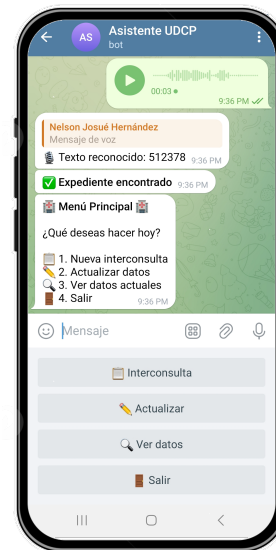 AS
Asistente UDCP
bot
00:03
9:36 PM
Nelson Josué Hernández
Mensaje de voz
🎙️ Texto reconocido: 512378 9:36 PM
✅ Expediente encontrado 9:36 PM
🏥 Menú Principal 🏥
¿Qué deseas hacer hoy?
📋 1. Nueva interconsulta
✏️ 2. Actualizar datos
🔍 3. Ver datos actuales
🚪 4. Salir
9:36 PM
Mensaje
📋 Interconsulta
✏️ Actualizar
🔍 Ver datos
🚪 Salir